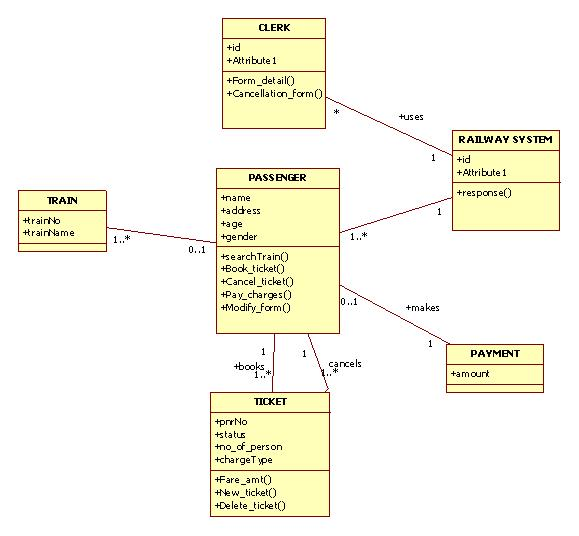 CLERK
+id
+Attribute1
+Form_detail()
+Cancellation_form()
*
+uses
1
RAILWAY SYSTEM
+id
+Attribute1
+response()
1
1..*
PASSENGER
+name
+address
+age
+gender
+searchTrain()
+Book_ticket()
+Cancel_ticket()
+Pay_charges()
+Modify_form()
TRAIN
+trainNo
+trainName
1..*
0..1
0..1
+makes
1
PAYMENT
+amount
1
+books
1..*
1
cancels
1..*
TICKET
+pnrNo
+status
+no_of_person
+chargeType
+Fare_amt()
+New_ticket()
+Delete_ticket()